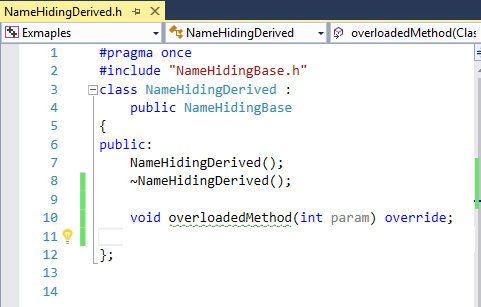 NameHidingDerived.h
Exmaples NameHidingDerived overloadedMethod(Clas
1 #pragma once
2 #include "NameHidingBase.h"
3 class NameHidingDerived :
4 public NameHidingBase
5 {
6 public:
7 NameHidingDerived();
8 ~NameHidingDerived();
9
10 void overloadedMethod(int param) override;
11
12 };
13
14